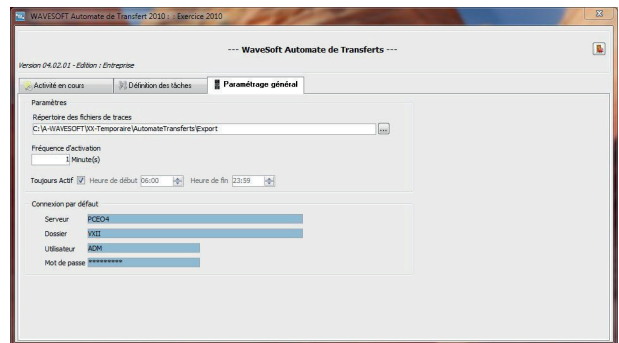 WAVESOFT Automate de Transfert 2010 : : Exercice 2010
--- WaveSoft Automate de Transferts ---
Version 04.02.01 - Edition : Entreprise
Activité en cours
Définition des tâches
Paramétrage général
Paramètres
Répertoire des fichiers de traces
C:\A-WAVESOFT\XX-Temporaire\AutomateTransferts\Export
...
Fréquence d'activation
1 Minute(s)
Toujours Actif Heure de début 06:00 Heure de fin 23:59
Connexion par défaut
Serveur PCEO4
Dossier VXII
Utilisateur ADM
Mot de passe *********